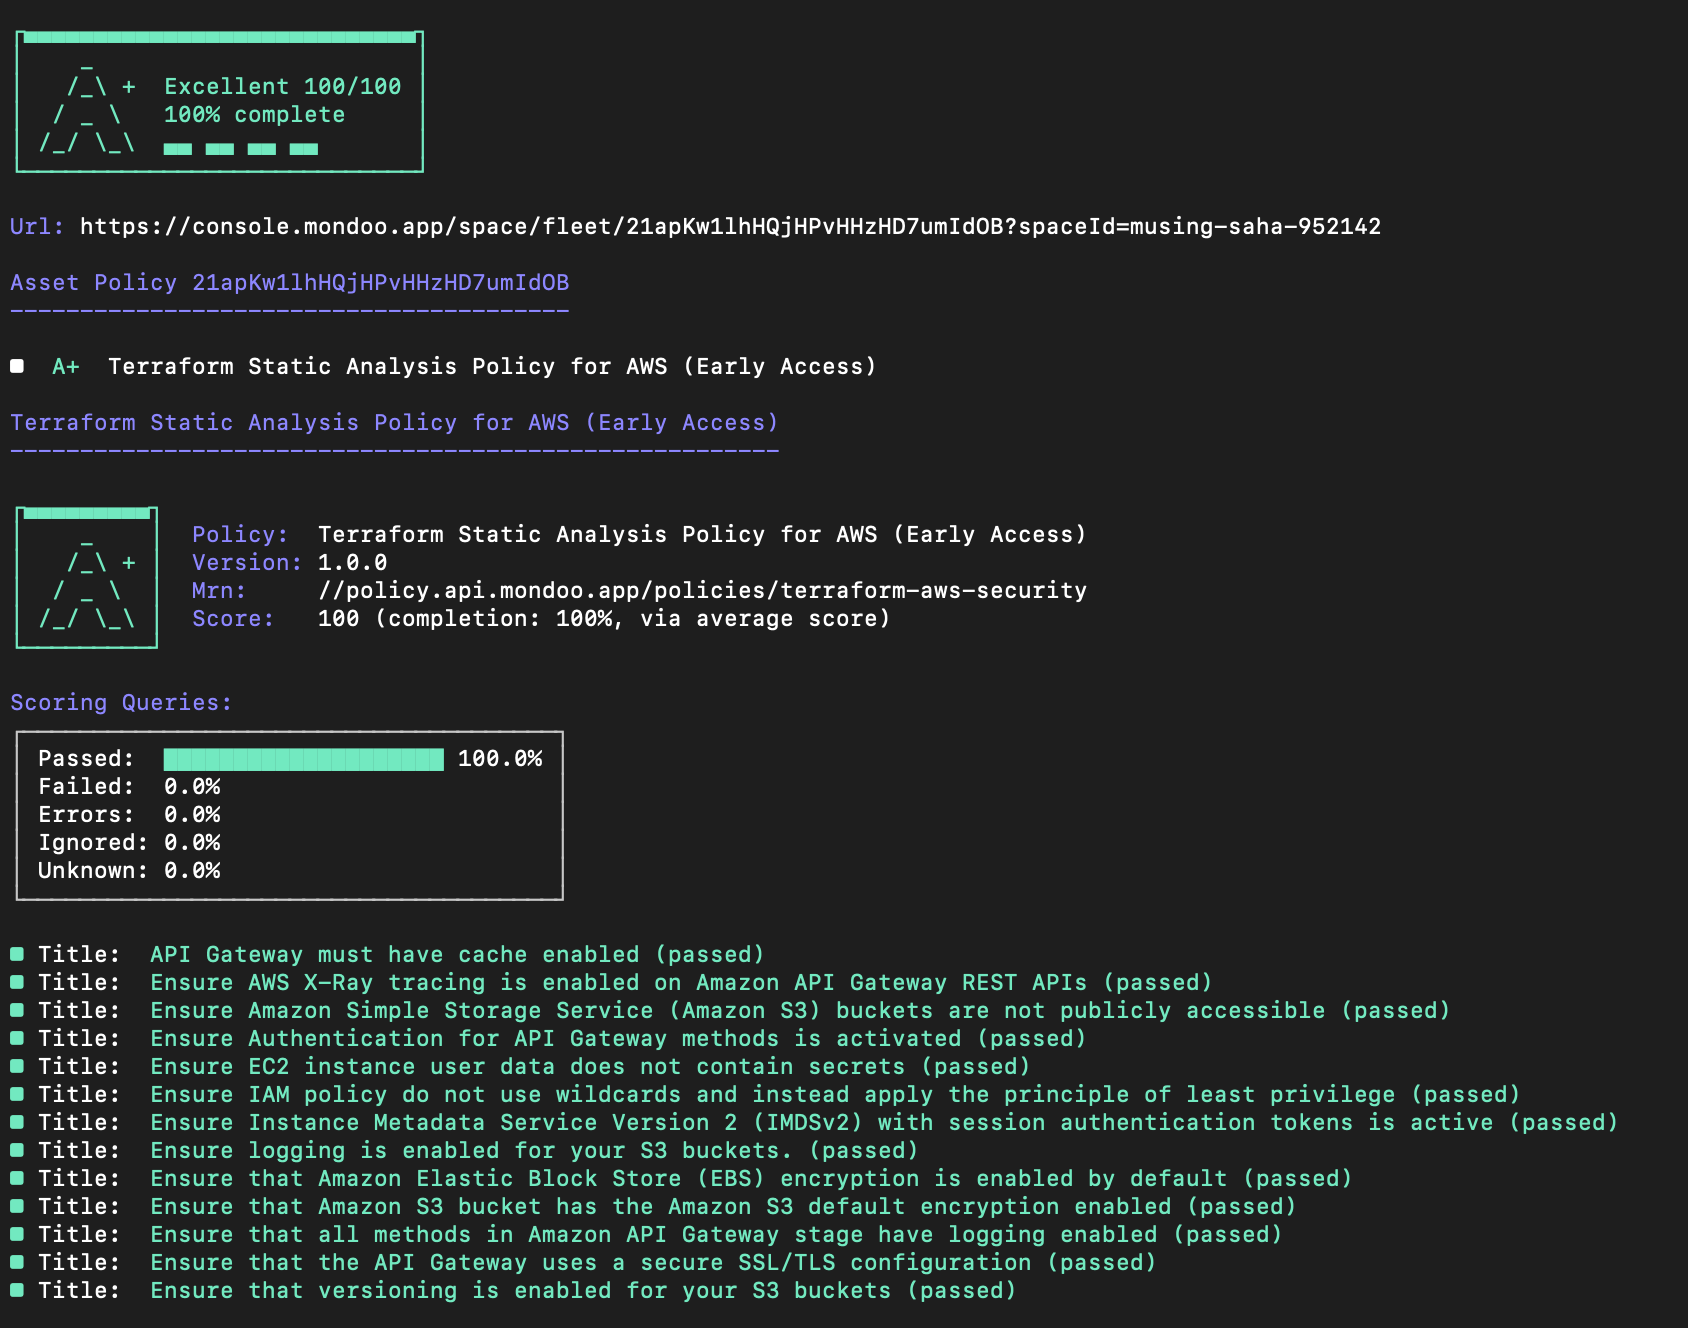 _
   /_\ +  Excellent 100/100
  / _ \   100% complete
 /_/ \_\
Url: https://console.mondoo.app/space/fleet/21apKw1lhHQjHPvHHzHD7umIdOB?spaceId=musing-saha-952142
Asset Policy 21apKw1lhHQjHPvHHzHD7umIdOB
----------------------------------------
■  A+  Terraform Static Analysis Policy for AWS (Early Access)
Terraform Static Analysis Policy for AWS (Early Access)
-------------------------------------------------------
    _        Policy:  Terraform Static Analysis Policy for AWS (Early Access)
   /_\ +     Version: 1.0.0
  / _ \      Mrn:     //policy.api.mondoo.app/policies/terraform-aws-security
 /_/ \_\     Score:   100 (completion: 100%, via average score)
Scoring Queries:
Passed:  100.0%
Failed:  0.0%
Errors:  0.0%
Ignored: 0.0%
Unknown: 0.0%
■ Title:  API Gateway must have cache enabled (passed)
■ Title:  Ensure AWS X-Ray tracing is enabled on Amazon API Gateway REST APIs (passed)
■ Title:  Ensure Amazon Simple Storage Service (Amazon S3) buckets are not publicly accessible (passed)
■ Title:  Ensure Authentication for API Gateway methods is activated (passed)
■ Title:  Ensure EC2 instance user data does not contain secrets (passed)
■ Title:  Ensure IAM policy do not use wildcards and instead apply the principle of least privilege (passed)
■ Title:  Ensure Instance Metadata Service Version 2 (IMDSv2) with session authentication tokens is active (passed)
■ Title:  Ensure logging is enabled for your S3 buckets. (passed)
■ Title:  Ensure that Amazon Elastic Block Store (EBS) encryption is enabled by default (passed)
■ Title:  Ensure that Amazon S3 bucket has the Amazon S3 default encryption enabled (passed)
■ Title:  Ensure that all methods in Amazon API Gateway stage have logging enabled (passed)
■ Title:  Ensure that the API Gateway uses a secure SSL/TLS configuration (passed)
■ Title:  Ensure that versioning is enabled for your S3 buckets (passed)